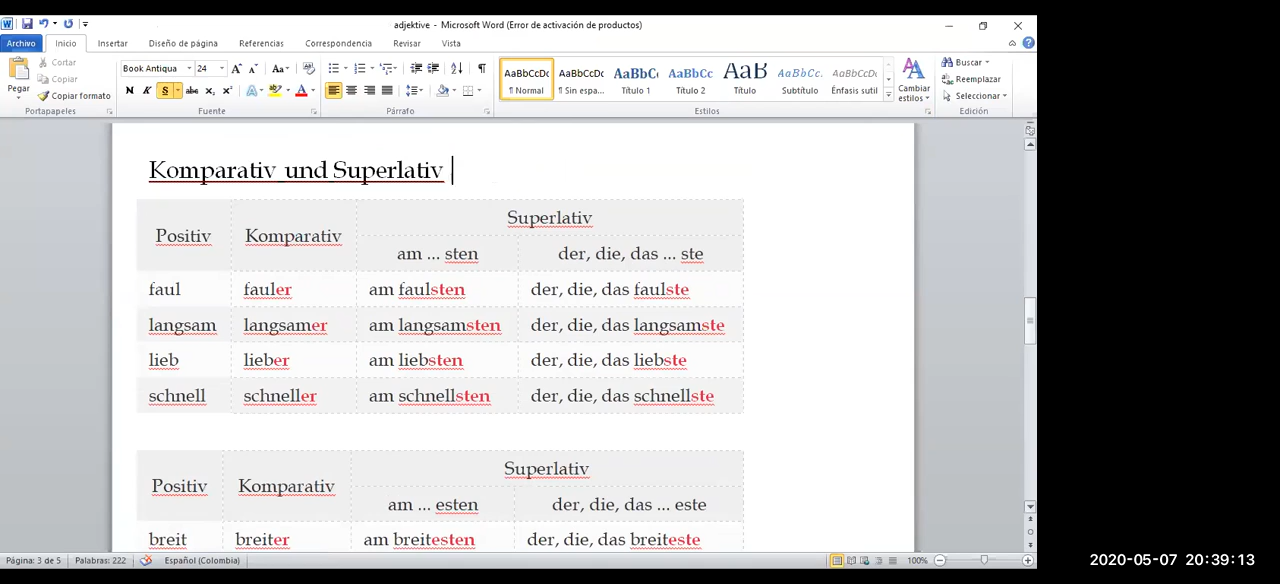 adjektive - Microsoft Word (Error de activación de productos)
Archivo Inicio Insertar Diseño de página Referencias Correspondencia Revisar Vista
Pegar
Cortar
Copiar
Copiar formato
Portapapeles
Book Antiqua 24
Fuente
Párrafo
AaBbCcDc AaBbCcDc AaBbC AaBbCc AaB AaBbCc. AaBbCcDc
¶ Normal ¶ Sin espa... Título 1 Título 2 Título Subtítulo Énfasis sutil
Cambiar estilos
Estilos
Buscar
Reemplazar
Seleccionar
Edición
Komparativ und Superlativ
Positiv Komparativ Superlativ
am ... sten der, die, das ... ste
faul fauler am faulsten der, die, das faulste
langsam langsamer am langsamsten der, die, das langsamste
lieb lieber am liebsten der, die, das liebste
schnell schneller am schnellsten der, die, das schnellste
Positiv Komparativ Superlativ
am ... esten der, die, das ... este
breit breiter am breitesten der, die, das breiteste
Página: 3 de 5 Palabras: 222 Español (Colombia) 100%
2020-05-07 20:39:13